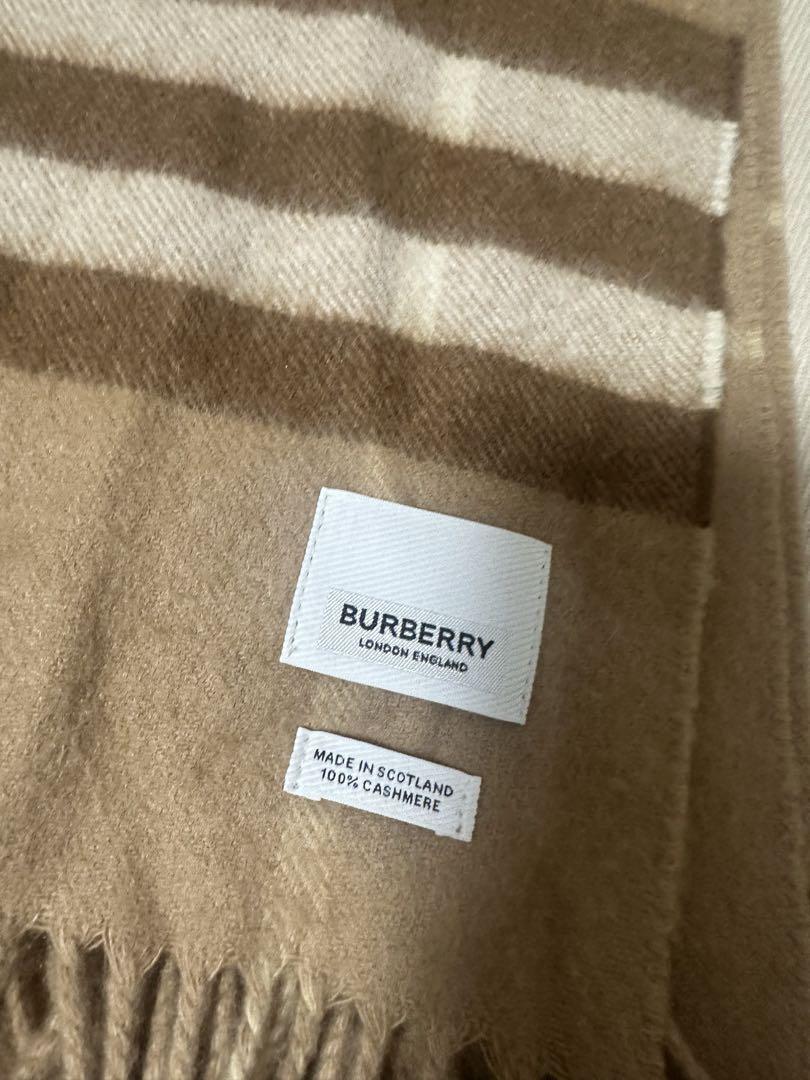 BURBERRY
LONDON ENGLAND
MADE IN SCOTLAND
100% CASHMERE